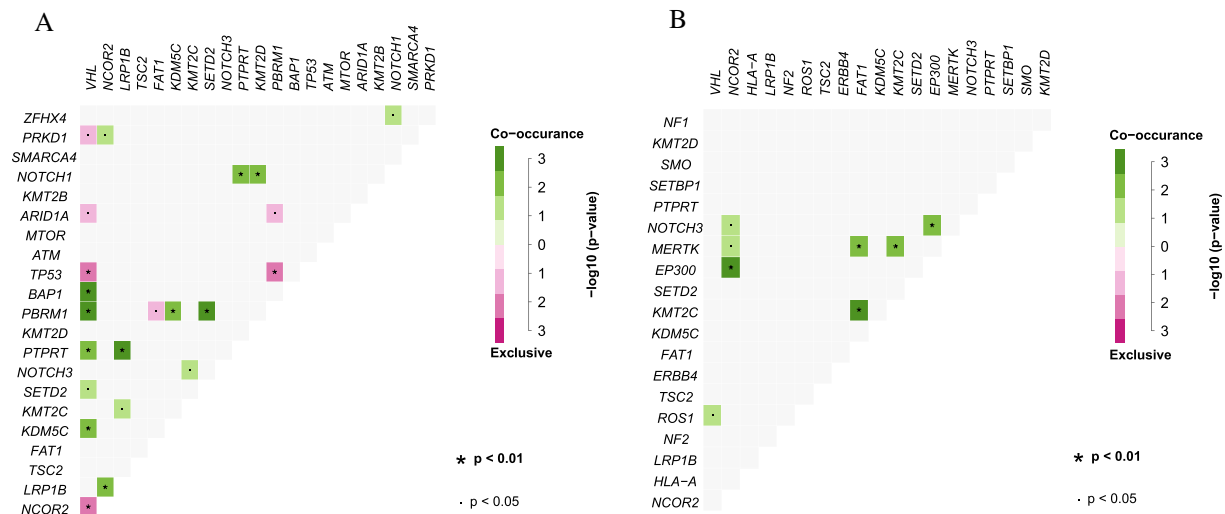 A
VHL
NCOR2
LRP1B
TSC2
FAT1
KDM5C
KMT2C
SETD2
NOTCH3
PTPRT
KMT2D
PBRM1
BAP1
TP53
ATM
MTOR
ARID1A
KMT2B
NOTCH1
SMARCA4
PRKD1
ZFHX4
PRKD1
SMARCA4
NOTCH1
KMT2B
ARID1A
MTOR
ATM
TP53
BAP1
PBRM1
KMT2D
PTPRT
NOTCH3
SETD2
KMT2C
KDM5C
FAT1
TSC2
LRP1B
NCOR2
Co−occurance
3
2
1
0
1
2
3
−log10 (p−value)
Exclusive
* p < 0.01
· p < 0.05
B
VHL
NCOR2
HLA−A
LRP1B
NF2
ROS1
TSC2
ERBB4
FAT1
KDM5C
KMT2C
SETD2
EP300
MERTK
NOTCH3
PTPRT
SETBP1
SMO
KMT2D
NF1
KMT2D
SMO
SETBP1
PTPRT
NOTCH3
MERTK
EP300
SETD2
KMT2C
KDM5C
FAT1
ERBB4
TSC2
ROS1
NF2
LRP1B
HLA−A
NCOR2
Co−occurance
3
2
1
0
1
2
3
−log10 (p−value)
Exclusive
* p < 0.01
· p < 0.05